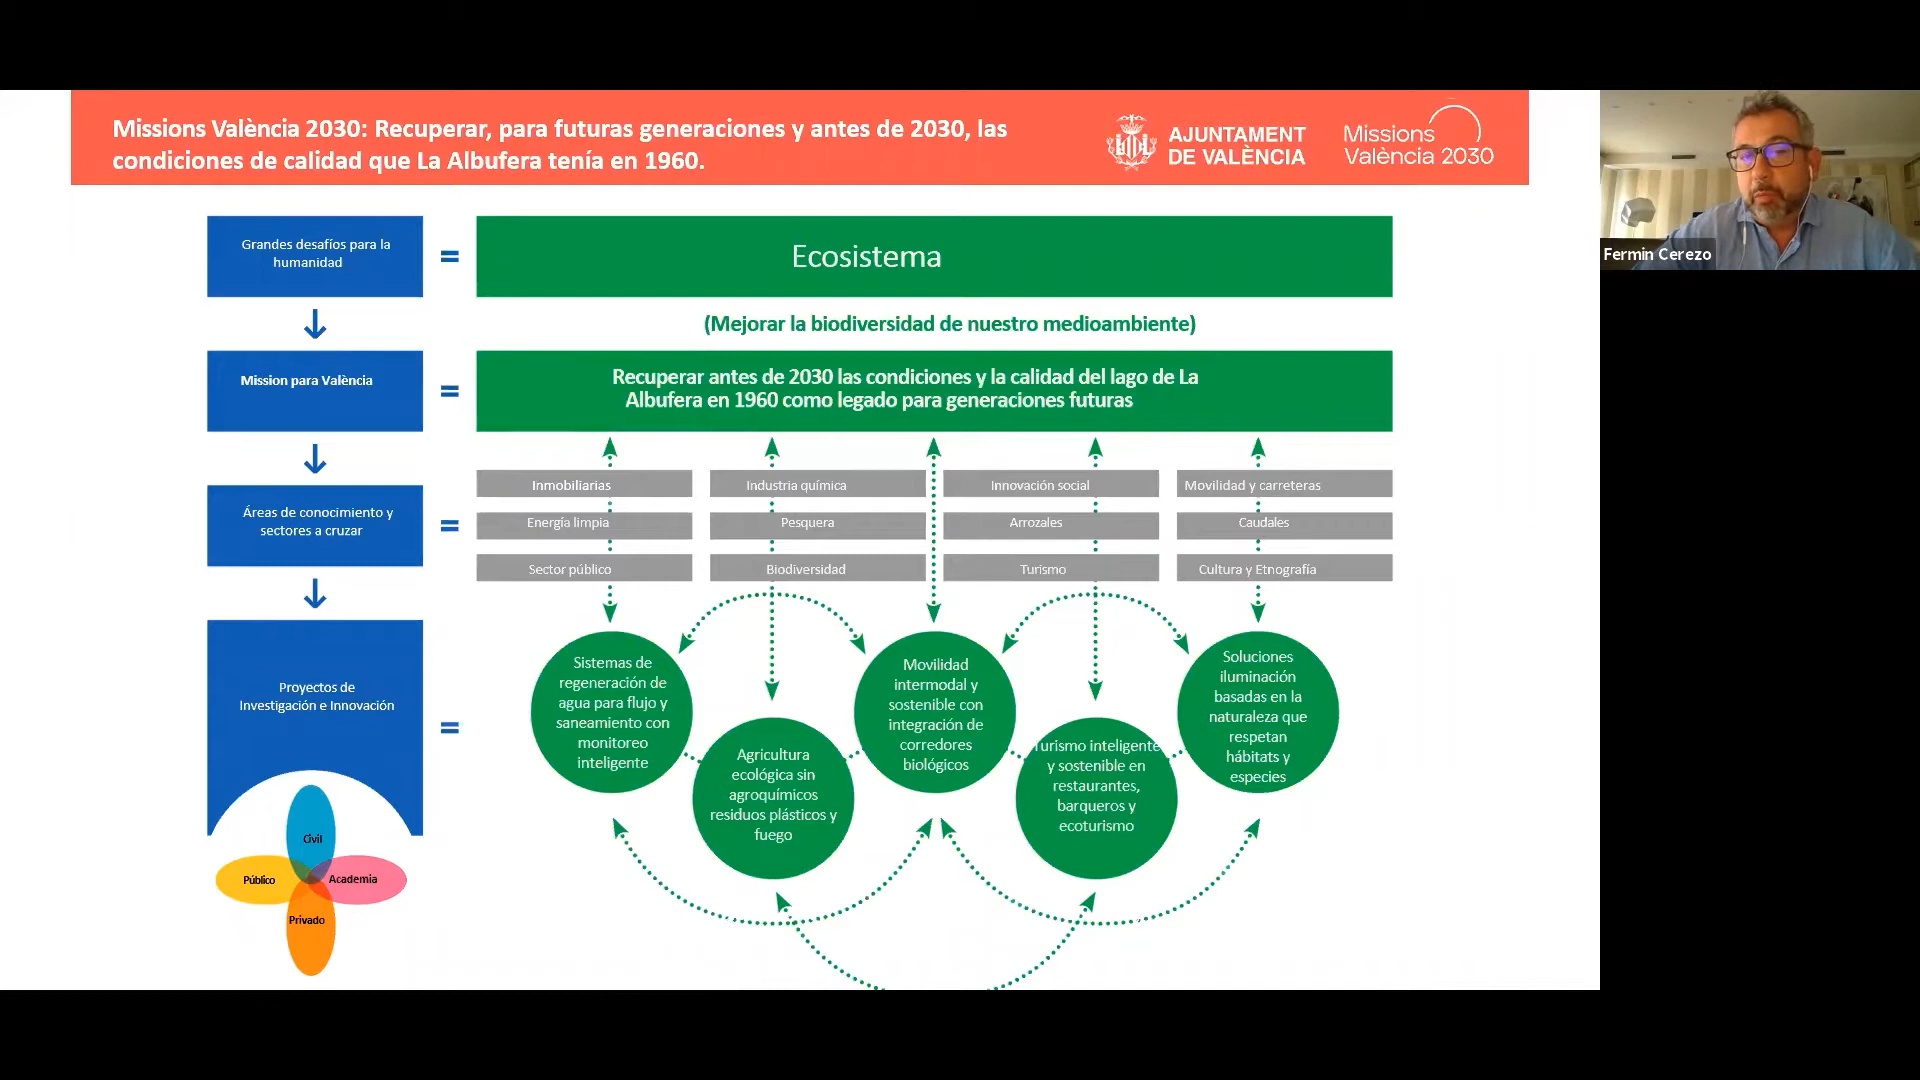 Missions València 2030: Recuperar, para futuras generaciones y antes de 2030, las
condiciones de calidad que La Albufera tenía en 1960.
AJUNTAMENT
DE VALÈNCIA
Missions
València 2030
Fermin Cerezo
Grandes desafíos para la
humanidad
=
Ecosistema
(Mejorar la biodiversidad de nuestro medioambiente)
Mission para València
=
Recuperar antes de 2030 las condiciones y la calidad del lago de La
Albufera en 1960 como legado para generaciones futuras
Áreas de conocimiento y
sectores a cruzar
=
Inmobiliarias
Industria química
Innovación social
Movilidad y carreteras
Energía limpia
Pesquera
Arrozales
Caudales
Sector público
Biodiversidad
Turismo
Cultura y Etnografía
Proyectos de
Investigación e Innovación
=
Sistemas de
regeneración de
agua para flujo y
saneamiento con
monitoreo
inteligente
Agricultura
ecológica sin
agroquímicos
residuos plásticos y
fuego
Movilidad
intermodal y
sostenible con
integración de
corredores
biológicos
Turismo inteligente
y sostenible en
restaurantes,
barqueros y
ecoturismo
Soluciones
iluminación
basadas en la
naturaleza que
respetan
hábitats y
especies
Civil
Público
Academia
Privado